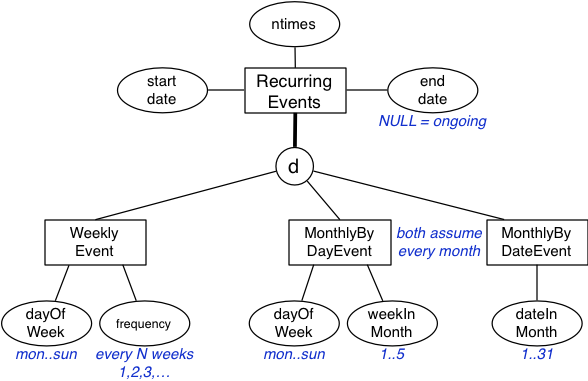 ntimes
start
date
Recurring
Events
end
date
NULL = ongoing
d
Weekly
Event
MonthlyBy
DayEvent
both assume
every month
MonthlyBy
DateEvent
dayOf
Week
frequency
dayOf
Week
weekIn
Month
dateIn
Month
mon..sun
every N weeks
1,2,3,...
mon..sun
1..5
1..31